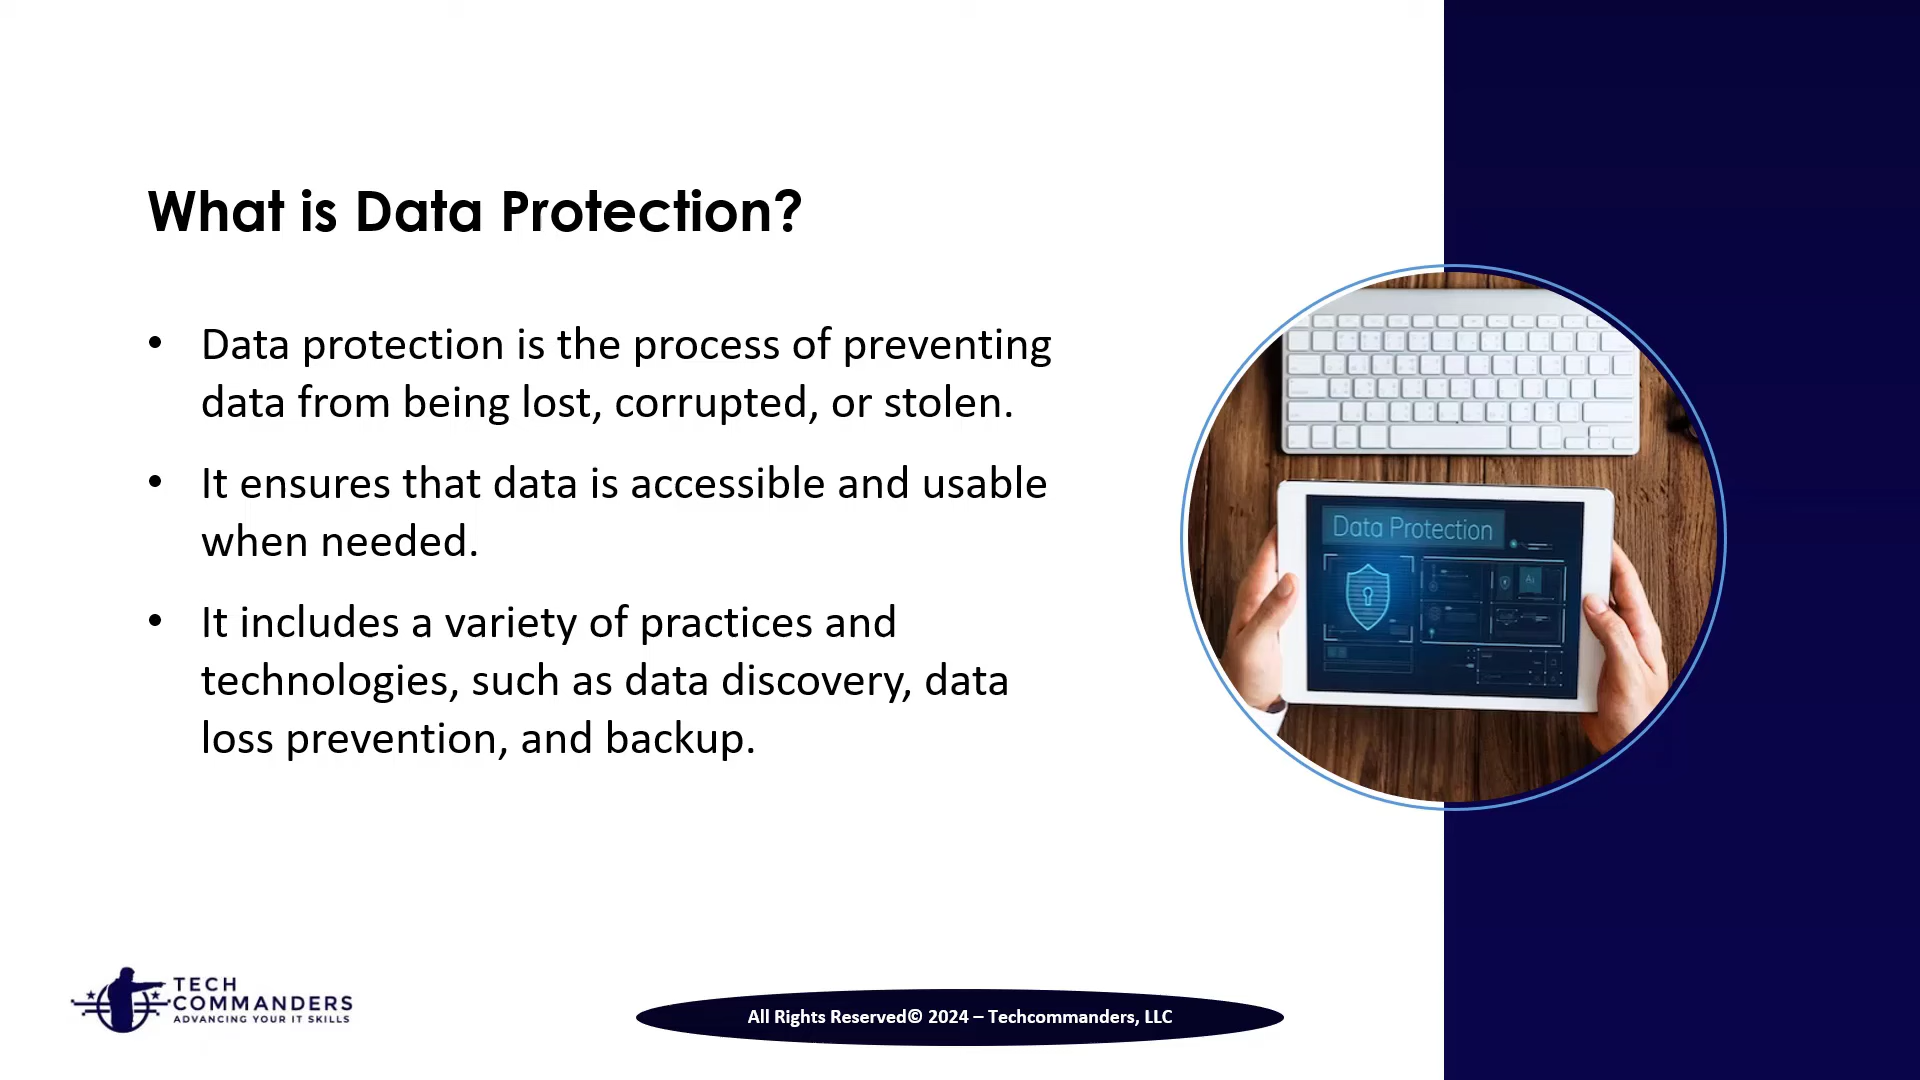 What is Data Protection?
• Data protection is the process of preventing
data from being lost, corrupted, or stolen.
• It ensures that data is accessible and usable
when needed.
• It includes a variety of practices and
technologies, such as data discovery, data
loss prevention, and backup.
Data Protection
TECH
COMMANDERS
ADVANCING YOUR IT SKILLS
All Rights Reserved© 2024 – Techcommanders, LLC